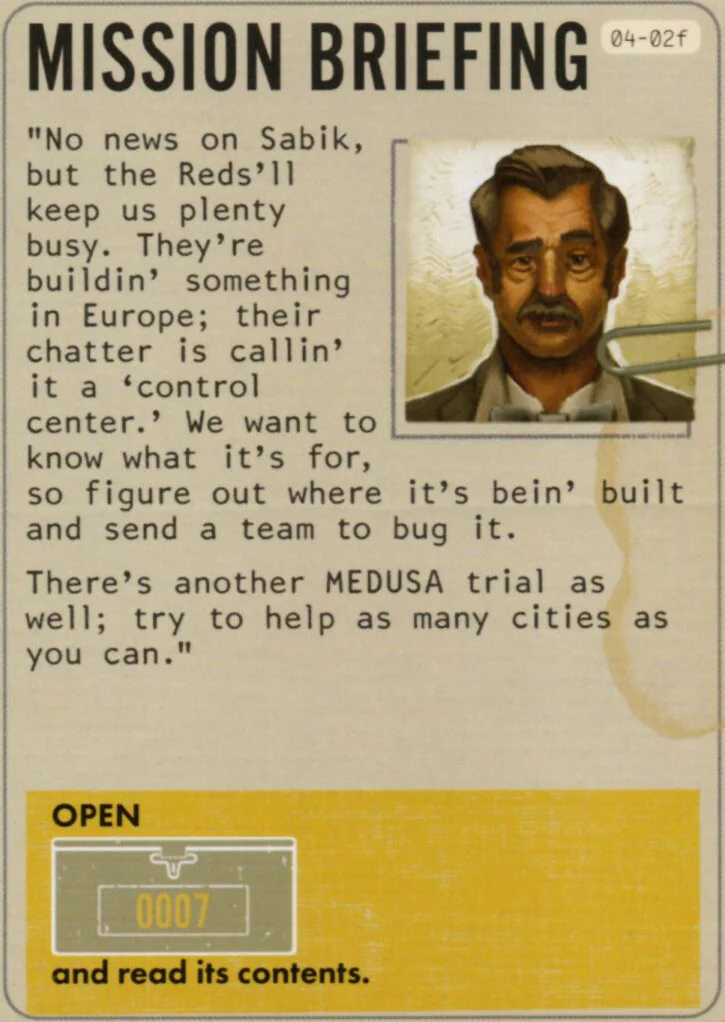 MISSION BRIEFING
04-02f
"No news on Sabik,
but the Reds'll
keep us plenty
busy. They're
buildin' something
in Europe; their
chatter is callin'
it a ‘control
center.’ We want to
know what it's for,
so figure out where it's bein' built
and send a team to bug it.
There's another MEDUSA trial as
well; try to help as many cities as
you can."
OPEN
0007
and read its contents.